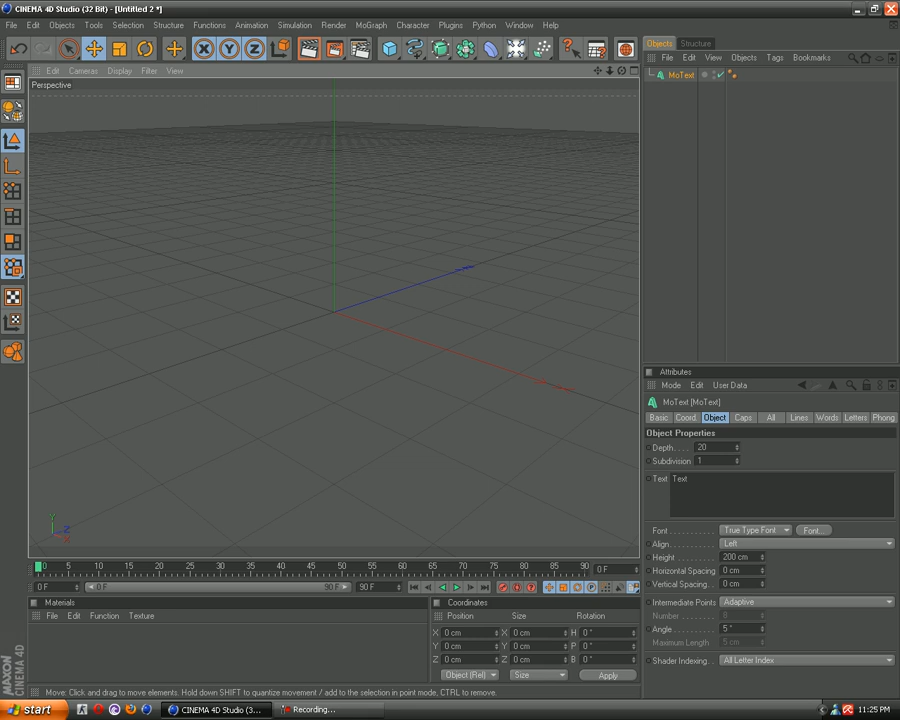 CINEMA 4D Studio (32 Bit) - [Untitled 2 *]
File Edit Objects Tools Selection Structure Functions Animation Simulation Render MoGraph Character Plugins Python Window Help
Objects Structure
File Edit View Objects Tags Bookmarks
Edit Cameras Display Filter View
MoText
Perspective
Attributes
Mode Edit User Data
MoText [MoText]
Basic Coord. Object Caps All Lines Words Letters Phong
Object Properties
Depth. . . . 20
Subdivision 1
Text Text
Font . . . . . . . . . . True Type Font Font...
Align. . . . . . . . . . Left
Height . . . . . . . . 200 cm
Horizontal Spacing 0 cm
Vertical Spacing. . 0 cm
Intermediate Points Adaptive
Number . . . . . . . 8
Angle . . . . . . . . . 5 °
Maximum Length 5 cm
Shader Indexing. . All Letter Index
Y
Z
X
0 5 10 15 20 25 30 35 40 45 50 55 60 65 70 75 80 85 90 0 F
0 F 0 F 90 F 90 F
Materials
File Edit Function Texture
Coordinates
Position Size Rotation
X 0 cm X 0 cm H 0 °
Y 0 cm Y 0 cm P 0 °
Z 0 cm Z 0 cm B 0 °
Object (Rel) Size Apply
MAXON
CINEMA 4D
Move: Click and drag to move elements. Hold down SHIFT to quantize movement / add to the selection in point mode, CTRL to remove.
start CINEMA 4D Studio (3... Recording... 11:25 PM